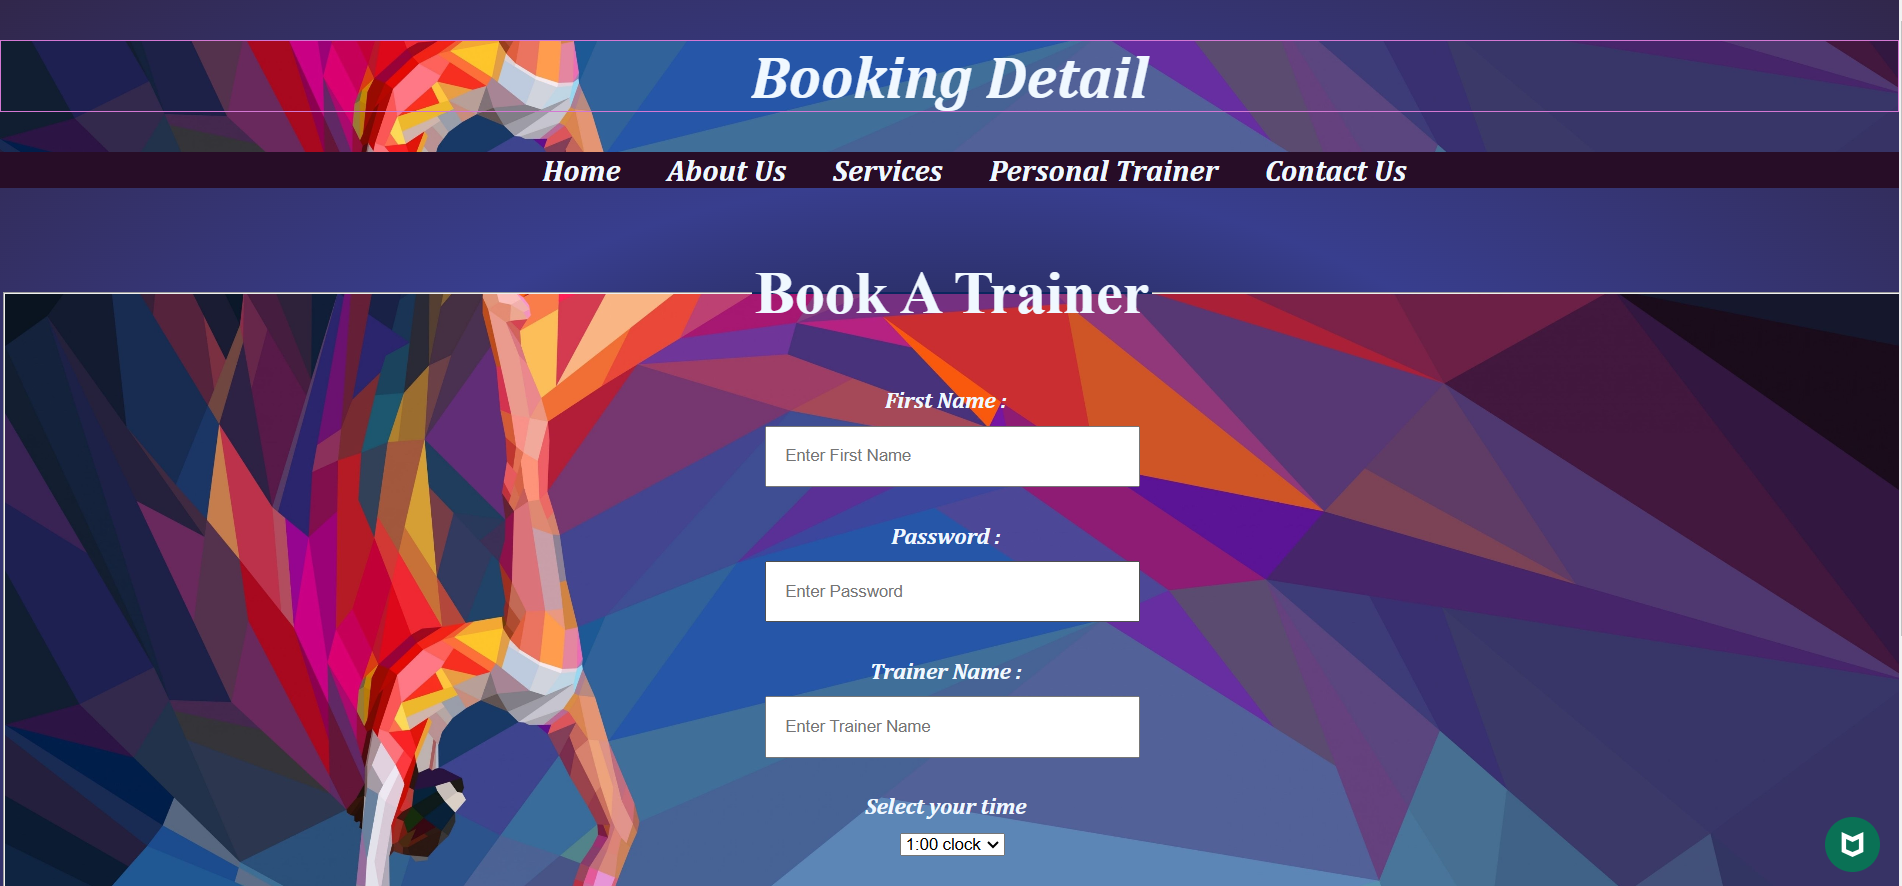 Booking Detail
Home About Us Services Personal Trainer Contact Us
Book A Trainer
First Name :
Enter First Name
Password :
Enter Password
Trainer Name :
Enter Trainer Name
Select your time
1:00 clock